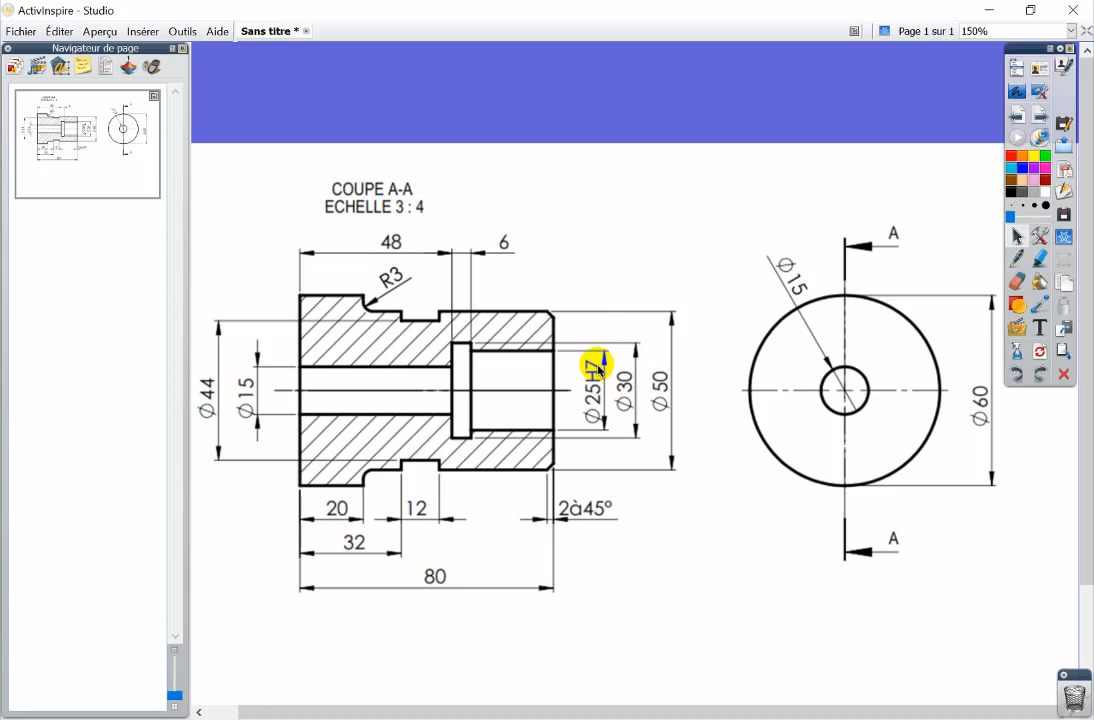 ActivInspire - Studio
Fichier Éditer Aperçu Insérer Outils Aide Sans titre * Page 1 sur 1 150%
Navigateur de page
COUPE A-A
ECHELLE 3 : 4
48 6
R3
A
∅15
∅44
∅15
∅25H7
∅30
∅50
∅60
20 12 2à45°
32
A
80